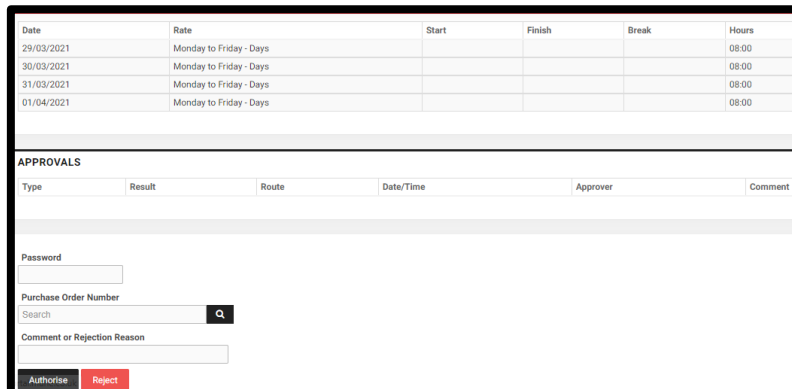 Date Rate Start Finish Break Hours
29/03/2021 Monday to Friday - Days 08:00
30/03/2021 Monday to Friday - Days 08:00
31/03/2021 Monday to Friday - Days 08:00
01/04/2021 Monday to Friday - Days 08:00
APPROVALS
Type Result Route Date/Time Approver Comment
Password
Purchase Order Number
Search
Comment or Rejection Reason
Authorise Reject